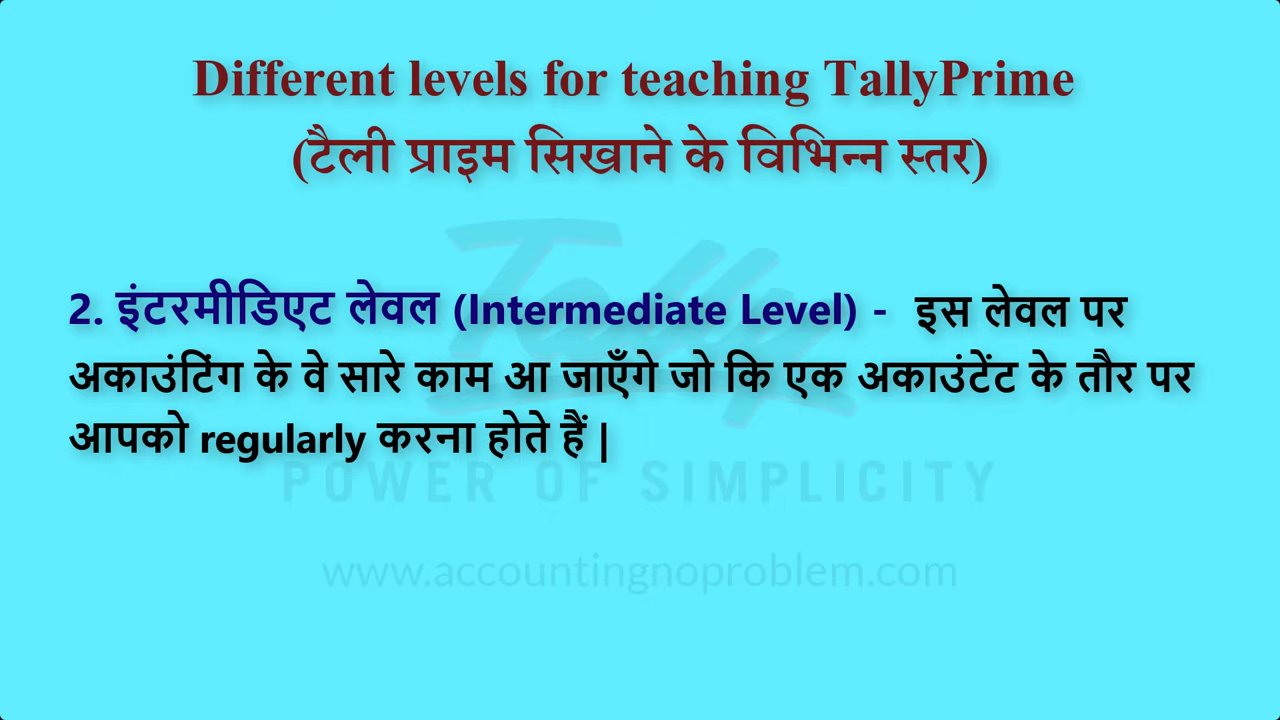 Different levels for teaching TallyPrime
(टैली प्राइम सिखाने के विभिन्न स्तर)
2. इंटरमीडिएट लेवल (Intermediate Level) - इस लेवल पर
अकाउंटिंग के वे सारे काम आ जाएँगे जो कि एक अकाउंटेंट के तौर पर
आपको regularly करना होते हैं |
Tally
POWER OF SIMPLICITY
www.accountingnoproblem.com